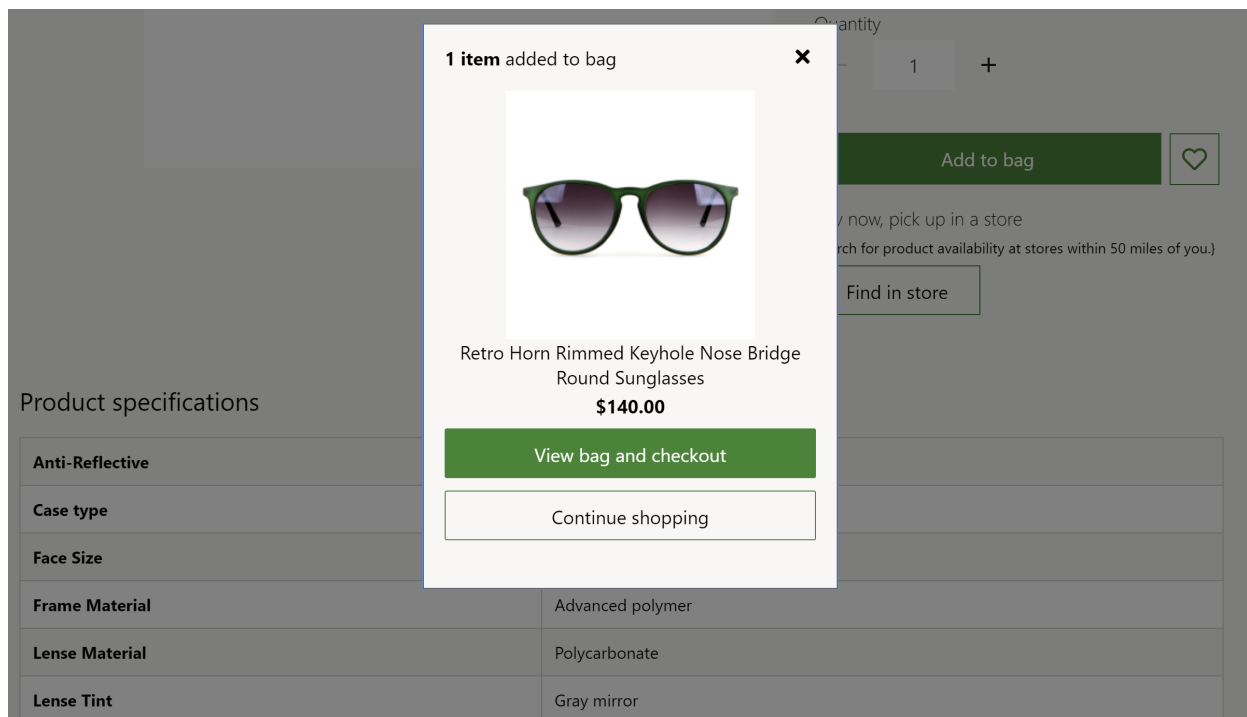 Quantity
1 item added to bag
1
Add to bag
now, pick up in a store
for product availability at stores within 50 miles of you.}
Find in store
Retro Horn Rimmed Keyhole Nose Bridge
Round Sunglasses
$140.00
View bag and checkout
Continue shopping
Product specifications
Anti-Reflective
Case type
Face Size
Frame Material Advanced polymer
Lense Material Polycarbonate
Lense Tint Gray mirror